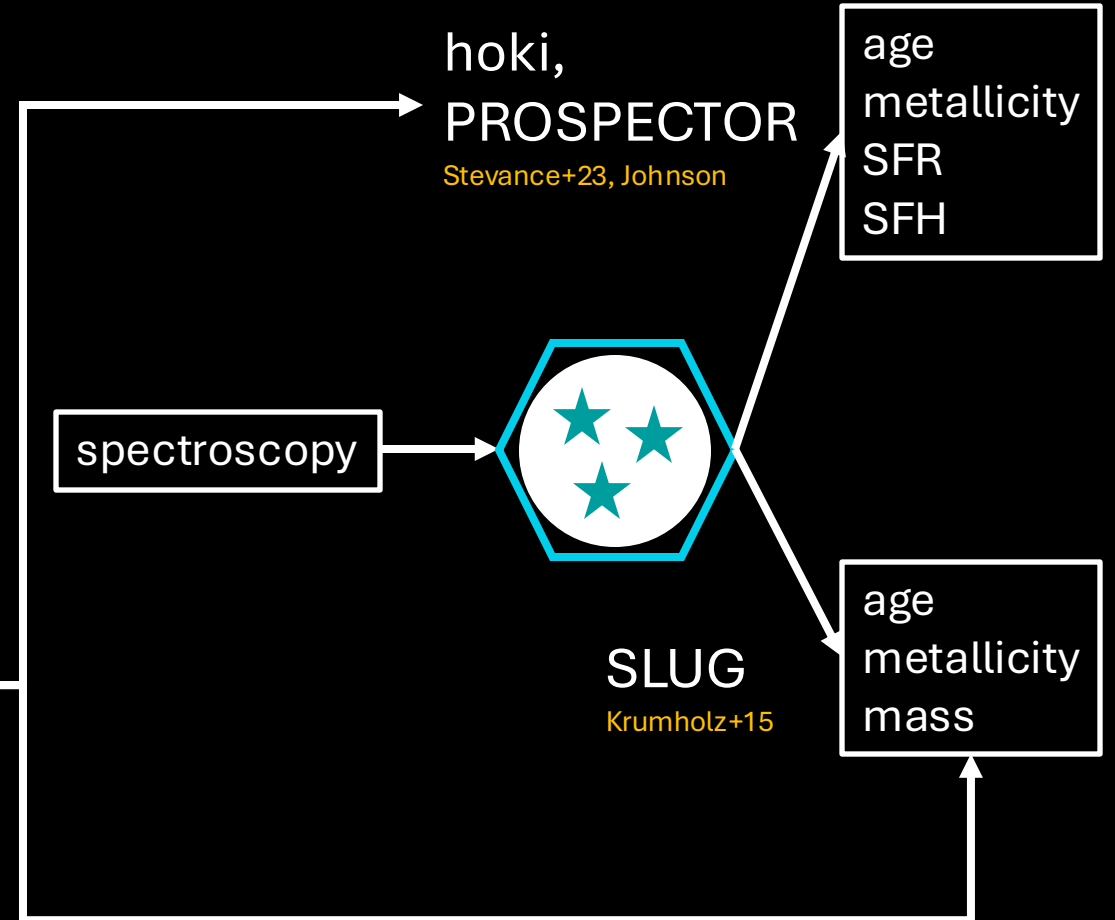 hoki,
PROSPECTOR
Stevance+23, Johnson
age
metallicity
SFR
SFH
spectroscopy
SLUG
Krumholz+15
age
metallicity
mass